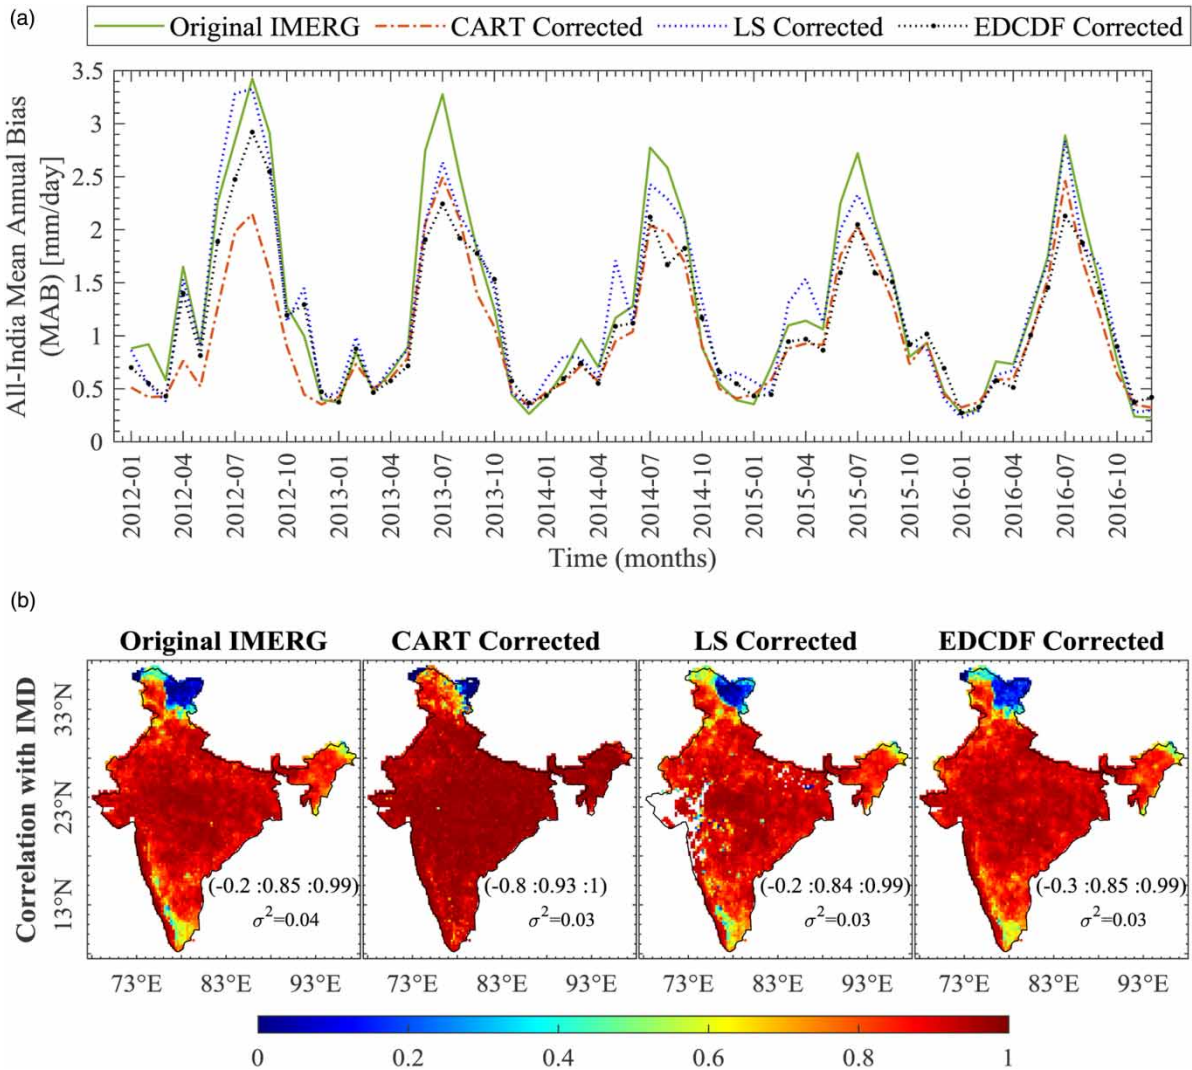 (a)
Original IMERG CART Corrected LS Corrected EDCDF Corrected
All-India Mean Annual Bias
(MAB) [mm/day]
3.5
3
2.5
2
1.5
1
0.5
0
2012-01 2012-04 2012-07 2012-10 2013-01 2013-04 2013-07 2013-10 2014-01 2014-04 2014-07 2014-10 2015-01 2015-04 2015-07 2015-10 2016-01 2016-04 2016-07 2016-10
Time (months)
(b)
Original IMERG CART Corrected LS Corrected EDCDF Corrected
Correlation with IMD
33°N
23°N
13°N
(-0.2 :0.85 :0.99) (-0.8 :0.93 :1) (-0.2 :0.84 :0.99) (-0.3 :0.85 :0.99)
σ²=0.04 σ²=0.03 σ²=0.03 σ²=0.03
73°E 83°E 93°E 73°E 83°E 93°E 73°E 83°E 93°E 73°E 83°E 93°E
0 0.2 0.4 0.6 0.8 1